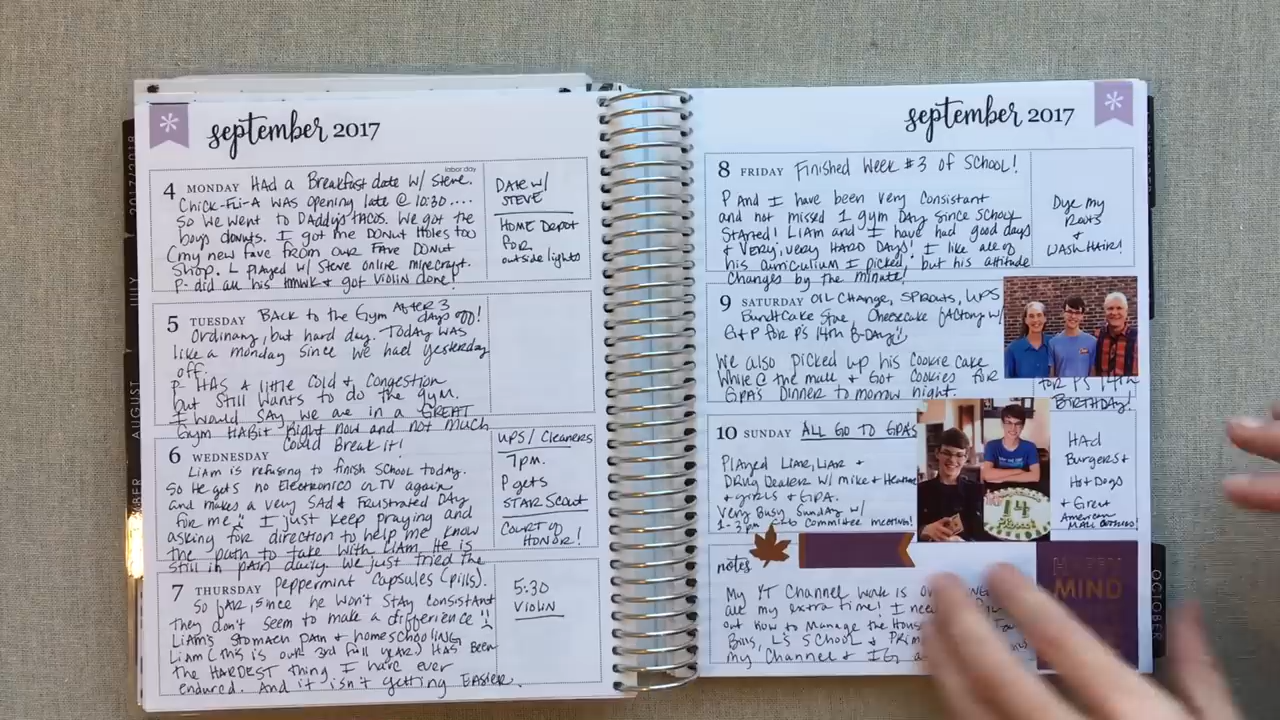 september 2017
labor day
4 MONDAY Had a Breakfast date w/ Steve.
Chick-Fil-A was opening late @ 10:30....
So we went to Daddy's tacos. We got the
boys donuts. I got me Donut Holes too
(my new fave from our fave Donut
Shop. L played w/ Steve online minecraft.
P- did all his hmwk & got violin done!
Date w/
Steve
Home Depot
for
outside lights
5 TUESDAY Back to the Gym after 3
days off!
Ordinary, but hard day. Today was
like a monday since we had yesterday
off.
P- Has a little cold & congestion
but still wants to do the gym.
I would say we are in a GREAT
Gym Habit right now and not much
could Break it!
6 WEDNESDAY
Liam is refusing to finish school today.
So he gets no Electronics or TV again
and makes a very sad & frustrated day
for me! I just keep praying and
asking for direction to help me know
the path to take with Liam. He is
still in pain daily. We just tried the
UPS/Cleaners
7pm.
P gets
STAR SCOUT
Court of
Honor!
7 THURSDAY Peppermint Capsules (pills).
So far, since he won't stay consistant
they don't seem to make a difference
Liam's stomach pain & homeschooling
Liam (this is our 3rd full year) has been
the HARDEST thing I have ever
endured. And it isn't getting easier.
5:30
Violin
september 2017
8 FRIDAY Finished Week #3 of School!
P and I have been very consistant
and not missed 1 gym day since school
started! Liam and I have had good days
& very, very HARD Days! I like all of
his curriculum I picked, but his attitude
changes by the minute!
Dye my
Roots
&
Wash Hair!
9 SATURDAY Oil Change, Sprouts, UPS
Bundtcake Store, Cheesecake factory w/
G+P for P's 14th B-Day
We also picked up his cookie cake
while @ the mall & got cookies for
GPA's Dinner to morrow night.
for P's 14th
Birthday!
10 SUNDAY All go to GPA's
Played Liar, Liar &
Drug Dealer w/ Mike & Heather
& girls & GPA.
Very Busy Sunday w/
committee meeting!
Had
Burgers &
Hot Dogs
& Great
American
Mall cookies!
14
notes
My YT Channel work is
all my extra time! I need
out how to manage the House
Bills, L's School &
my Channel & IG
MIND